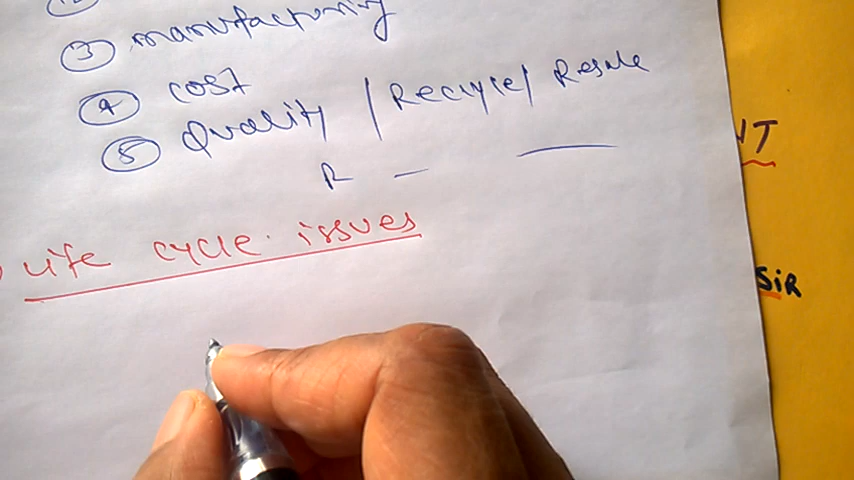 ③ manufacturing
④ cost
⑤ Quality / Recycle / Resale
R —
life cycle issues
NT
SiR